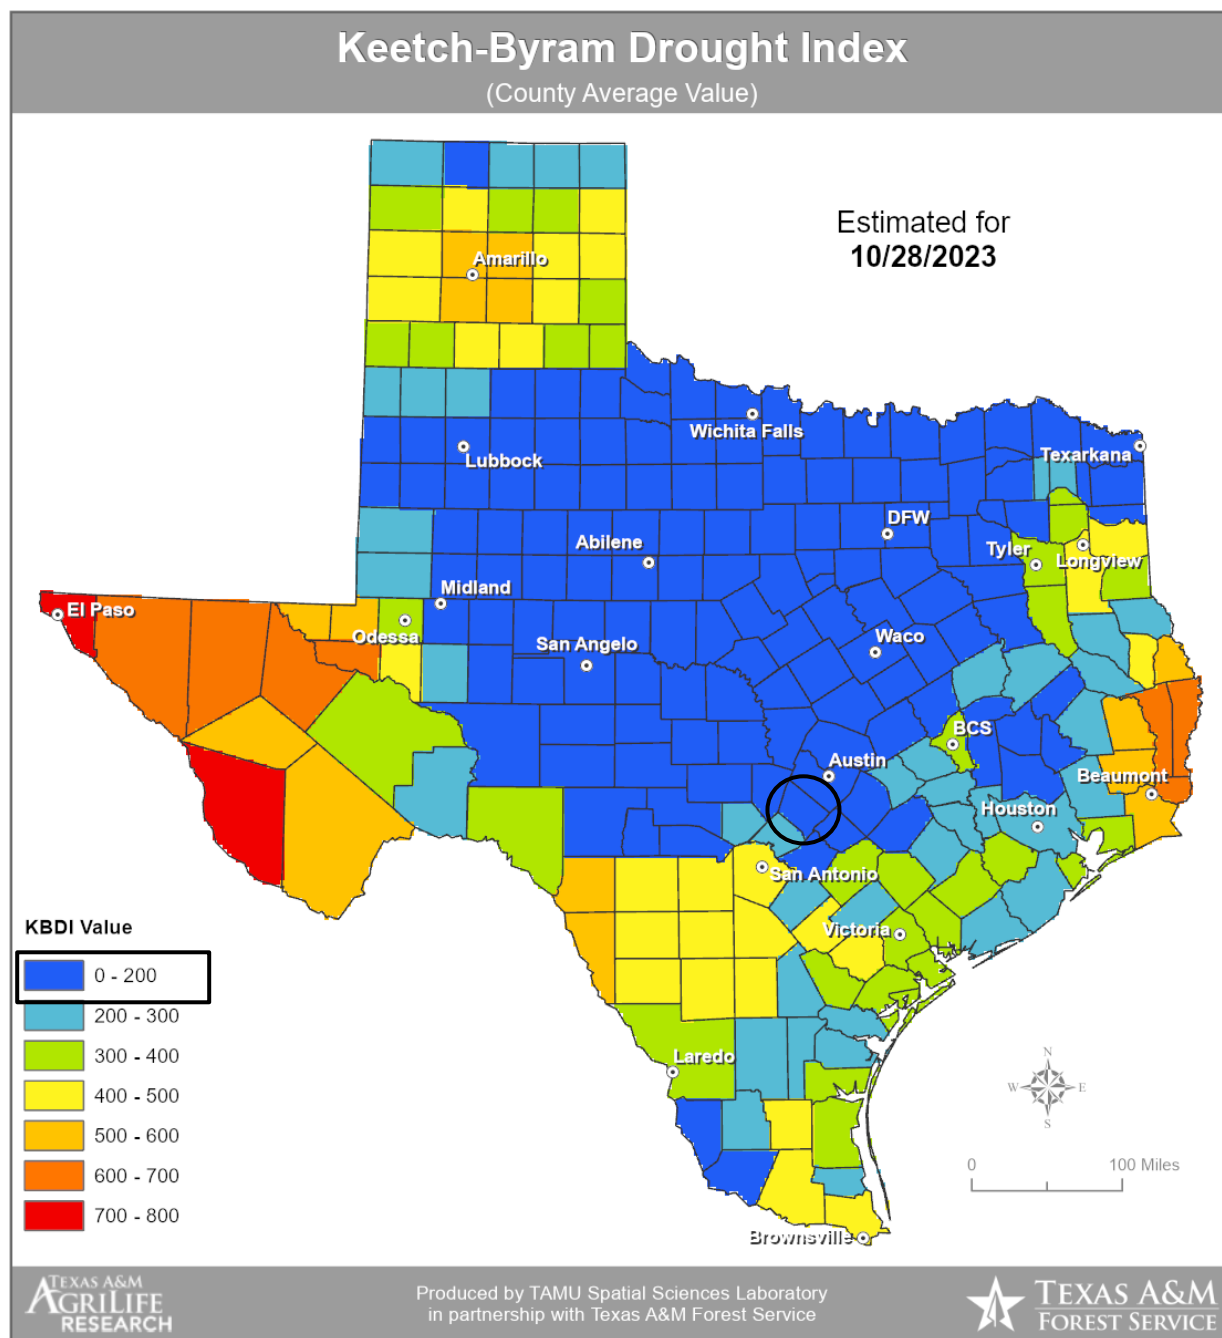 Keetch-Byram Drought Index
(County Average Value)
Estimated for
10/28/2023
Amarillo
Wichita Falls
Lubbock
Texarkana
DFW
Abilene
Tyler
Longview
Midland
El Paso
Odessa
San Angelo
Waco
BCS
Austin
Beaumont
Houston
San Antonio
Victoria
Laredo
Brownsville
KBDI Value
0 - 200
200 - 300
300 - 400
400 - 500
500 - 600
600 - 700
700 - 800
N
W E
S
0 100 Miles
TEXAS A&M
AGRILIFE
RESEARCH
Produced by TAMU Spatial Sciences Laboratory
in partnership with Texas A&M Forest Service
TEXAS A&M
FOREST SERVICE